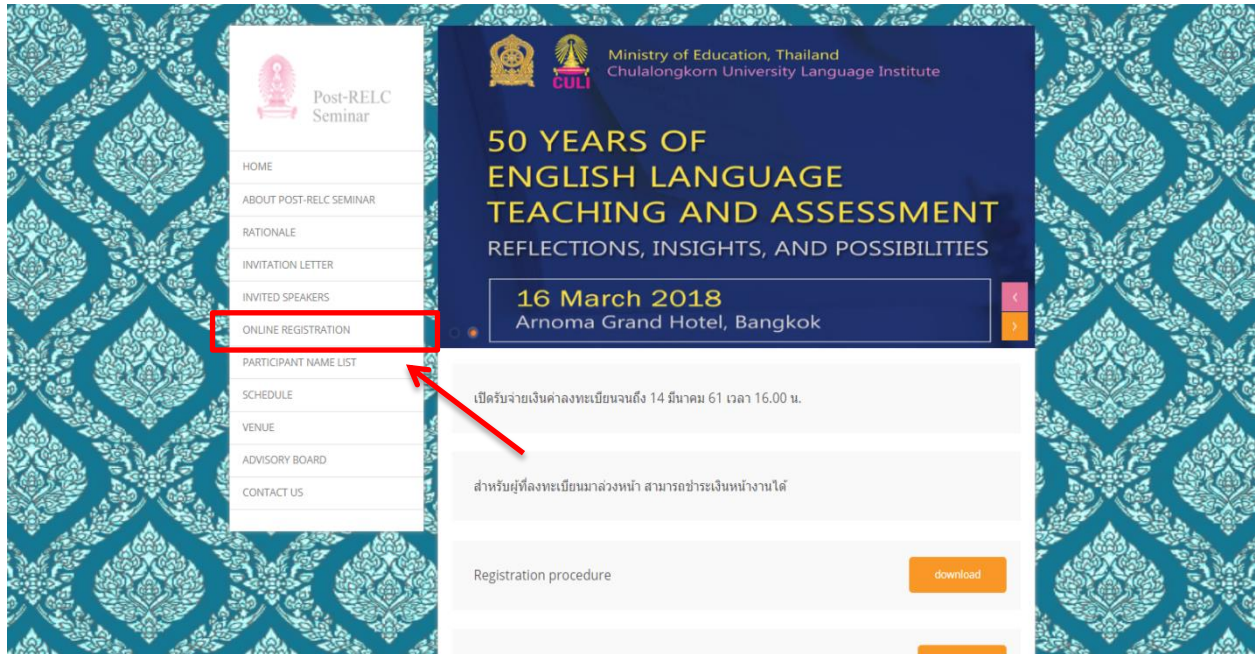 Post-RELC
Seminar
HOME
ABOUT POST-RELC SEMINAR
RATIONALE
INVITATION LETTER
INVITED SPEAKERS
ONLINE REGISTRATION
PARTICIPANT NAME LIST
SCHEDULE
VENUE
ADVISORY BOARD
CONTACT US
CULI
Ministry of Education, Thailand
Chulalongkorn University Language Institute
50 YEARS OF
ENGLISH LANGUAGE
TEACHING AND ASSESSMENT
REFLECTIONS, INSIGHTS, AND POSSIBILITIES
16 March 2018
Arnoma Grand Hotel, Bangkok
เปิดรับจ่ายเงินค่าลงทะเบียนจนถึง 14 มีนาคม 61 เวลา 16.00 น.
สำหรับผู้ที่ลงทะเบียนมาล่วงหน้า สามารถชำระเงินหน้างานได้
Registration procedure
download